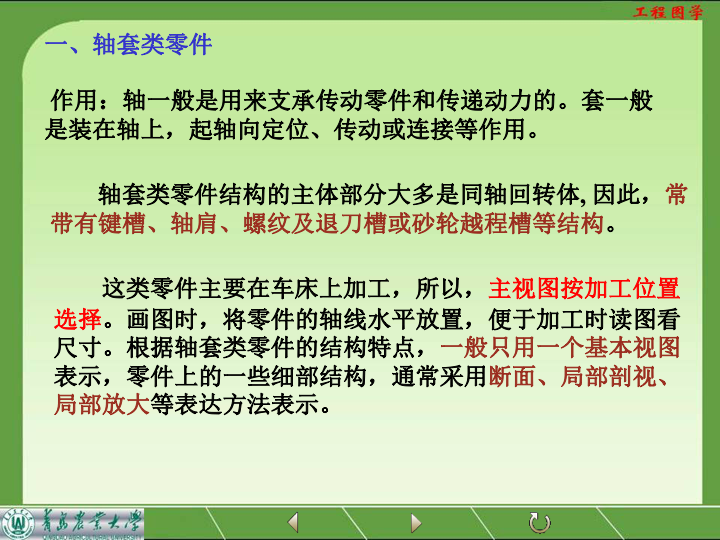 工程图学
一、轴套类零件
作用：轴一般是用来支承传动零件和传递动力的。套一般
是装在轴上，起轴向定位、传动或连接等作用。
轴套类零件结构的主体部分大多是同轴回转体,因此，常
带有键槽、轴肩、螺纹及退刀槽或砂轮越程槽等结构。
这类零件主要在车床上加工，所以，主视图按加工位置
选择。画图时，将零件的轴线水平放置，便于加工时读图看
尺寸。根据轴套类零件的结构特点，一般只用一个基本视图
表示，零件上的一些细部结构，通常采用断面、局部剖视、
局部放大等表达方法表示。
青岛农业大学